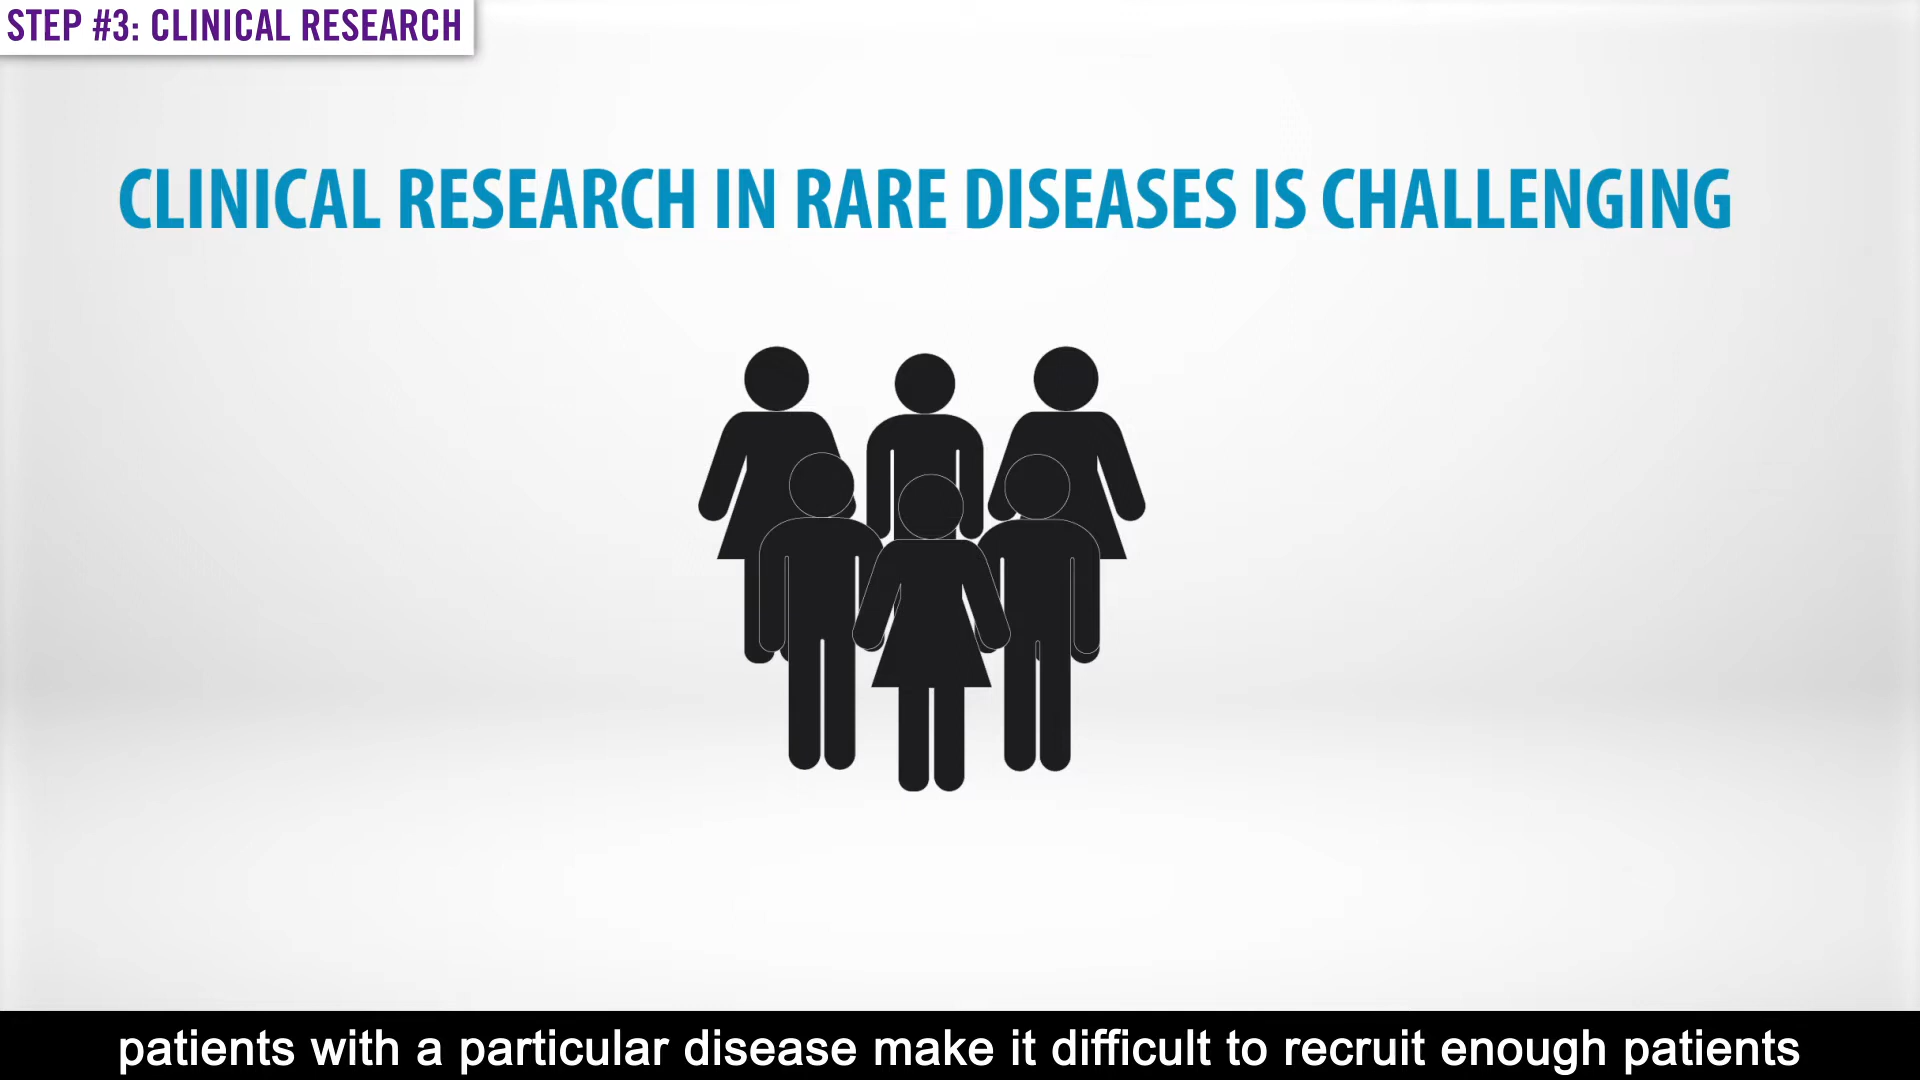 STEP #3: CLINICAL RESEARCH
CLINICAL RESEARCH IN RARE DISEASES IS CHALLENGING
patients with a particular disease make it difficult to recruit enough patients